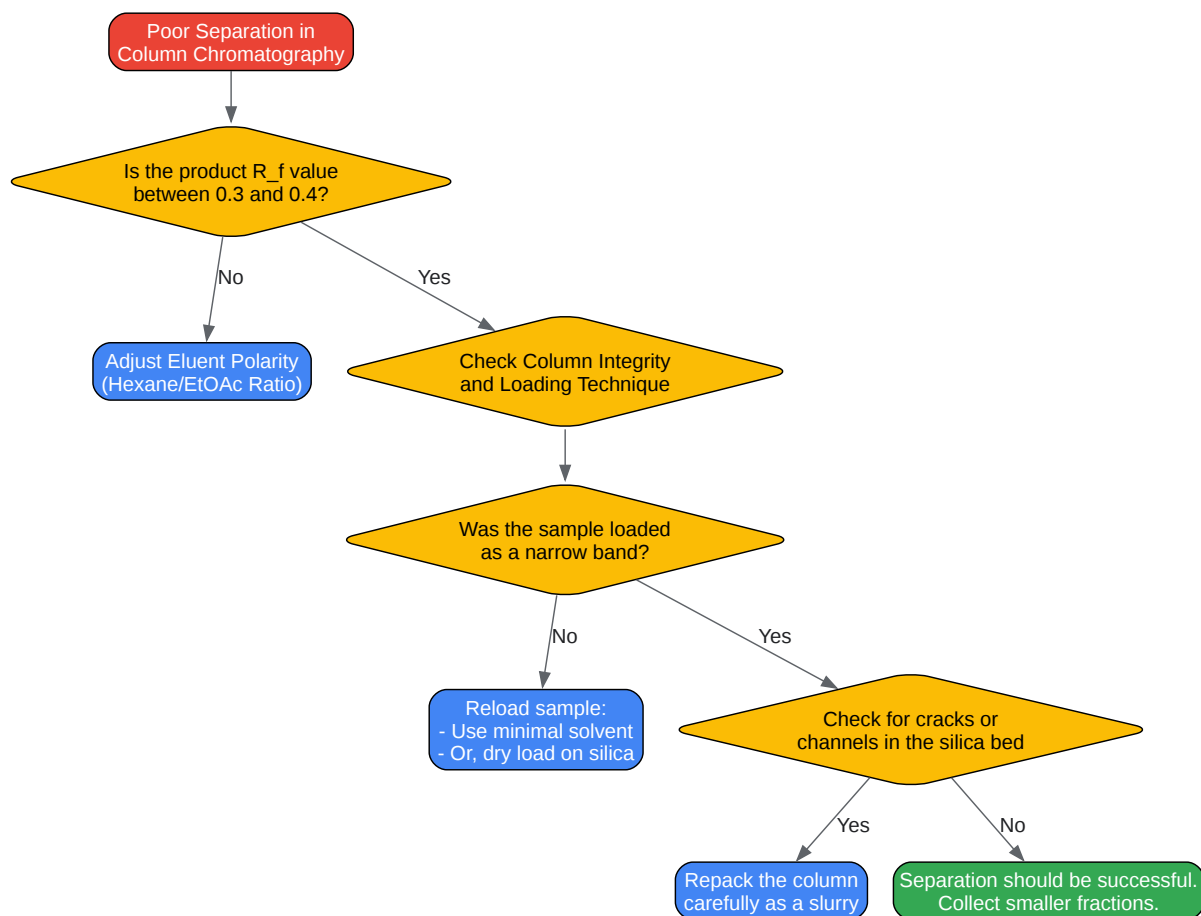 Poor Separation in
Column Chromatography
Is the product R_f value
between 0.3 and 0.4?
No
Yes
Adjust Eluent Polarity
(Hexane/EtOAc Ratio)
Check Column Integrity
and Loading Technique
Was the sample loaded
as a narrow band?
No
Yes
Reload sample:
- Use minimal solvent
- Or, dry load on silica
Check for cracks or
channels in the silica bed
Yes
No
Repack the column
carefully as a slurry
Separation should be successful.
Collect smaller fractions.